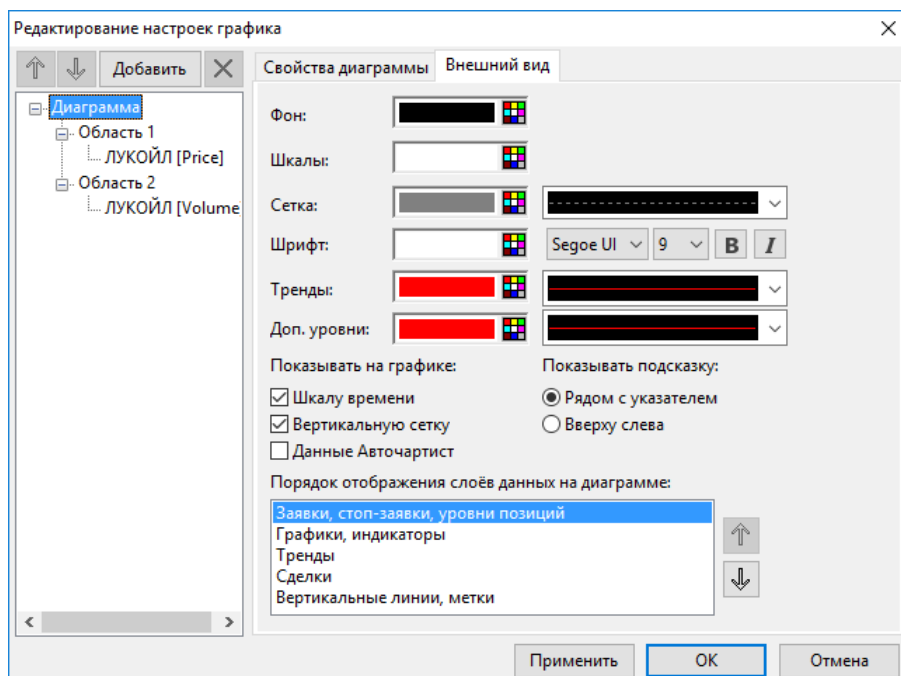 Редактирование настроек графика
Добавить
Свойства диаграммы
Внешний вид
Диаграмма
Область 1
ЛУКОЙЛ [Price]
Область 2
ЛУКОЙЛ [Volume
Фон:
Шкалы:
Сетка:
Шрифт:
Segoe UI
9
B
I
Тренды:
Доп. уровни:
Показывать на графике:
Показывать подсказку:
Шкалу времени
Рядом с указателем
Вертикальную сетку
Вверху слева
Данные Авточартист
Порядок отображения слоёв данных на диаграмме:
Заявки, стоп-заявки, уровни позиций
Графики, индикаторы
Тренды
Сделки
Вертикальные линии, метки
Применить
ОК
Отмена